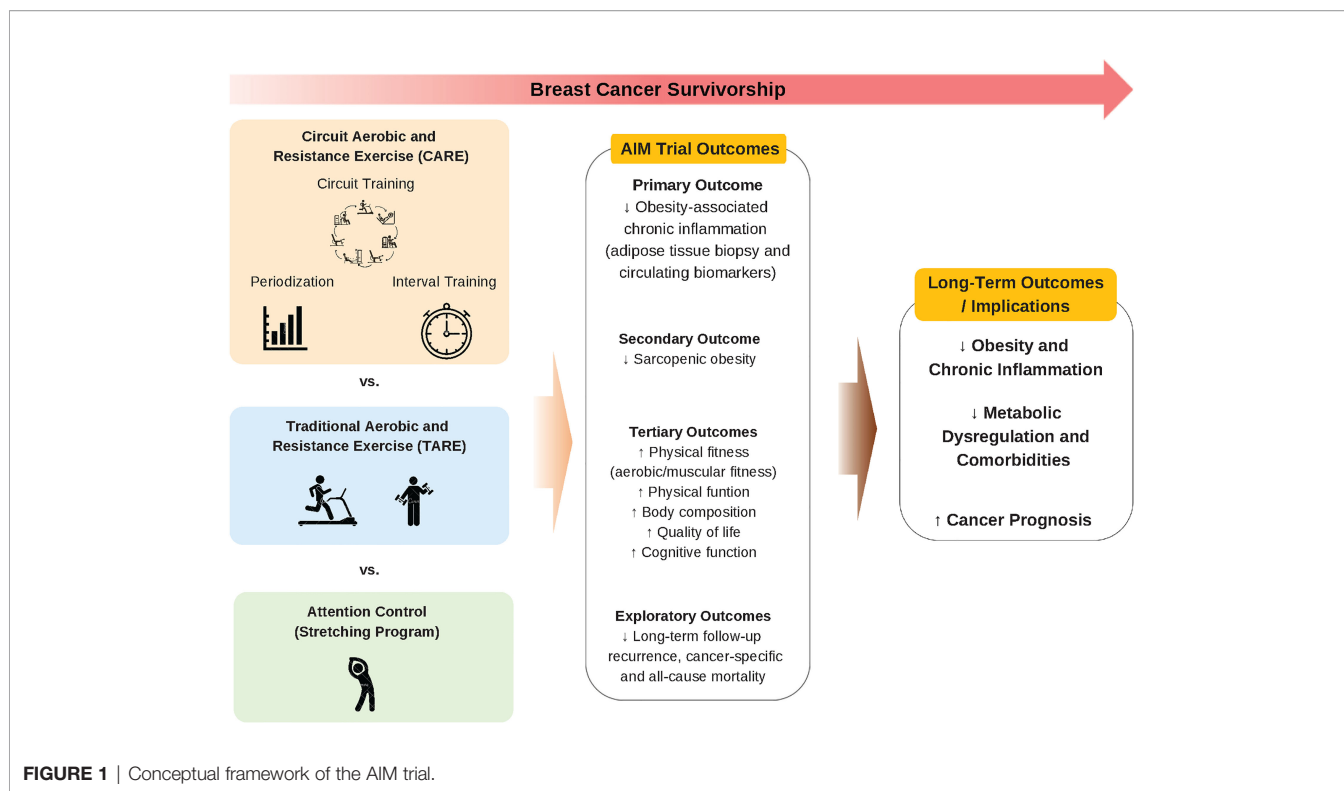 Breast Cancer Survivorship
Circuit Aerobic and
Resistance Exercise (CARE)
Circuit Training
Periodization
Interval Training
vs.
Traditional Aerobic and
Resistance Exercise (TARE)
vs.
Attention Control
(Stretching Program)
AIM Trial Outcomes
Primary Outcome
↓ Obesity-associated
chronic inflammation
(adipose tissue biopsy and
circulating biomarkers)
Secondary Outcome
↓ Sarcopenic obesity
Tertiary Outcomes
↑ Physical fitness
(aerobic/muscular fitness)
↑ Physical funtion
↑ Body composition
↑ Quality of life
↑ Cognitive function
Exploratory Outcomes
↓ Long-term follow-up
recurrence, cancer-specific
and all-cause mortality
Long-Term Outcomes
/ Implications
↓ Obesity and
Chronic Inflammation
↓ Metabolic
Dysregulation and
Comorbidities
↑ Cancer Prognosis
FIGURE 1 | Conceptual framework of the AIM trial.